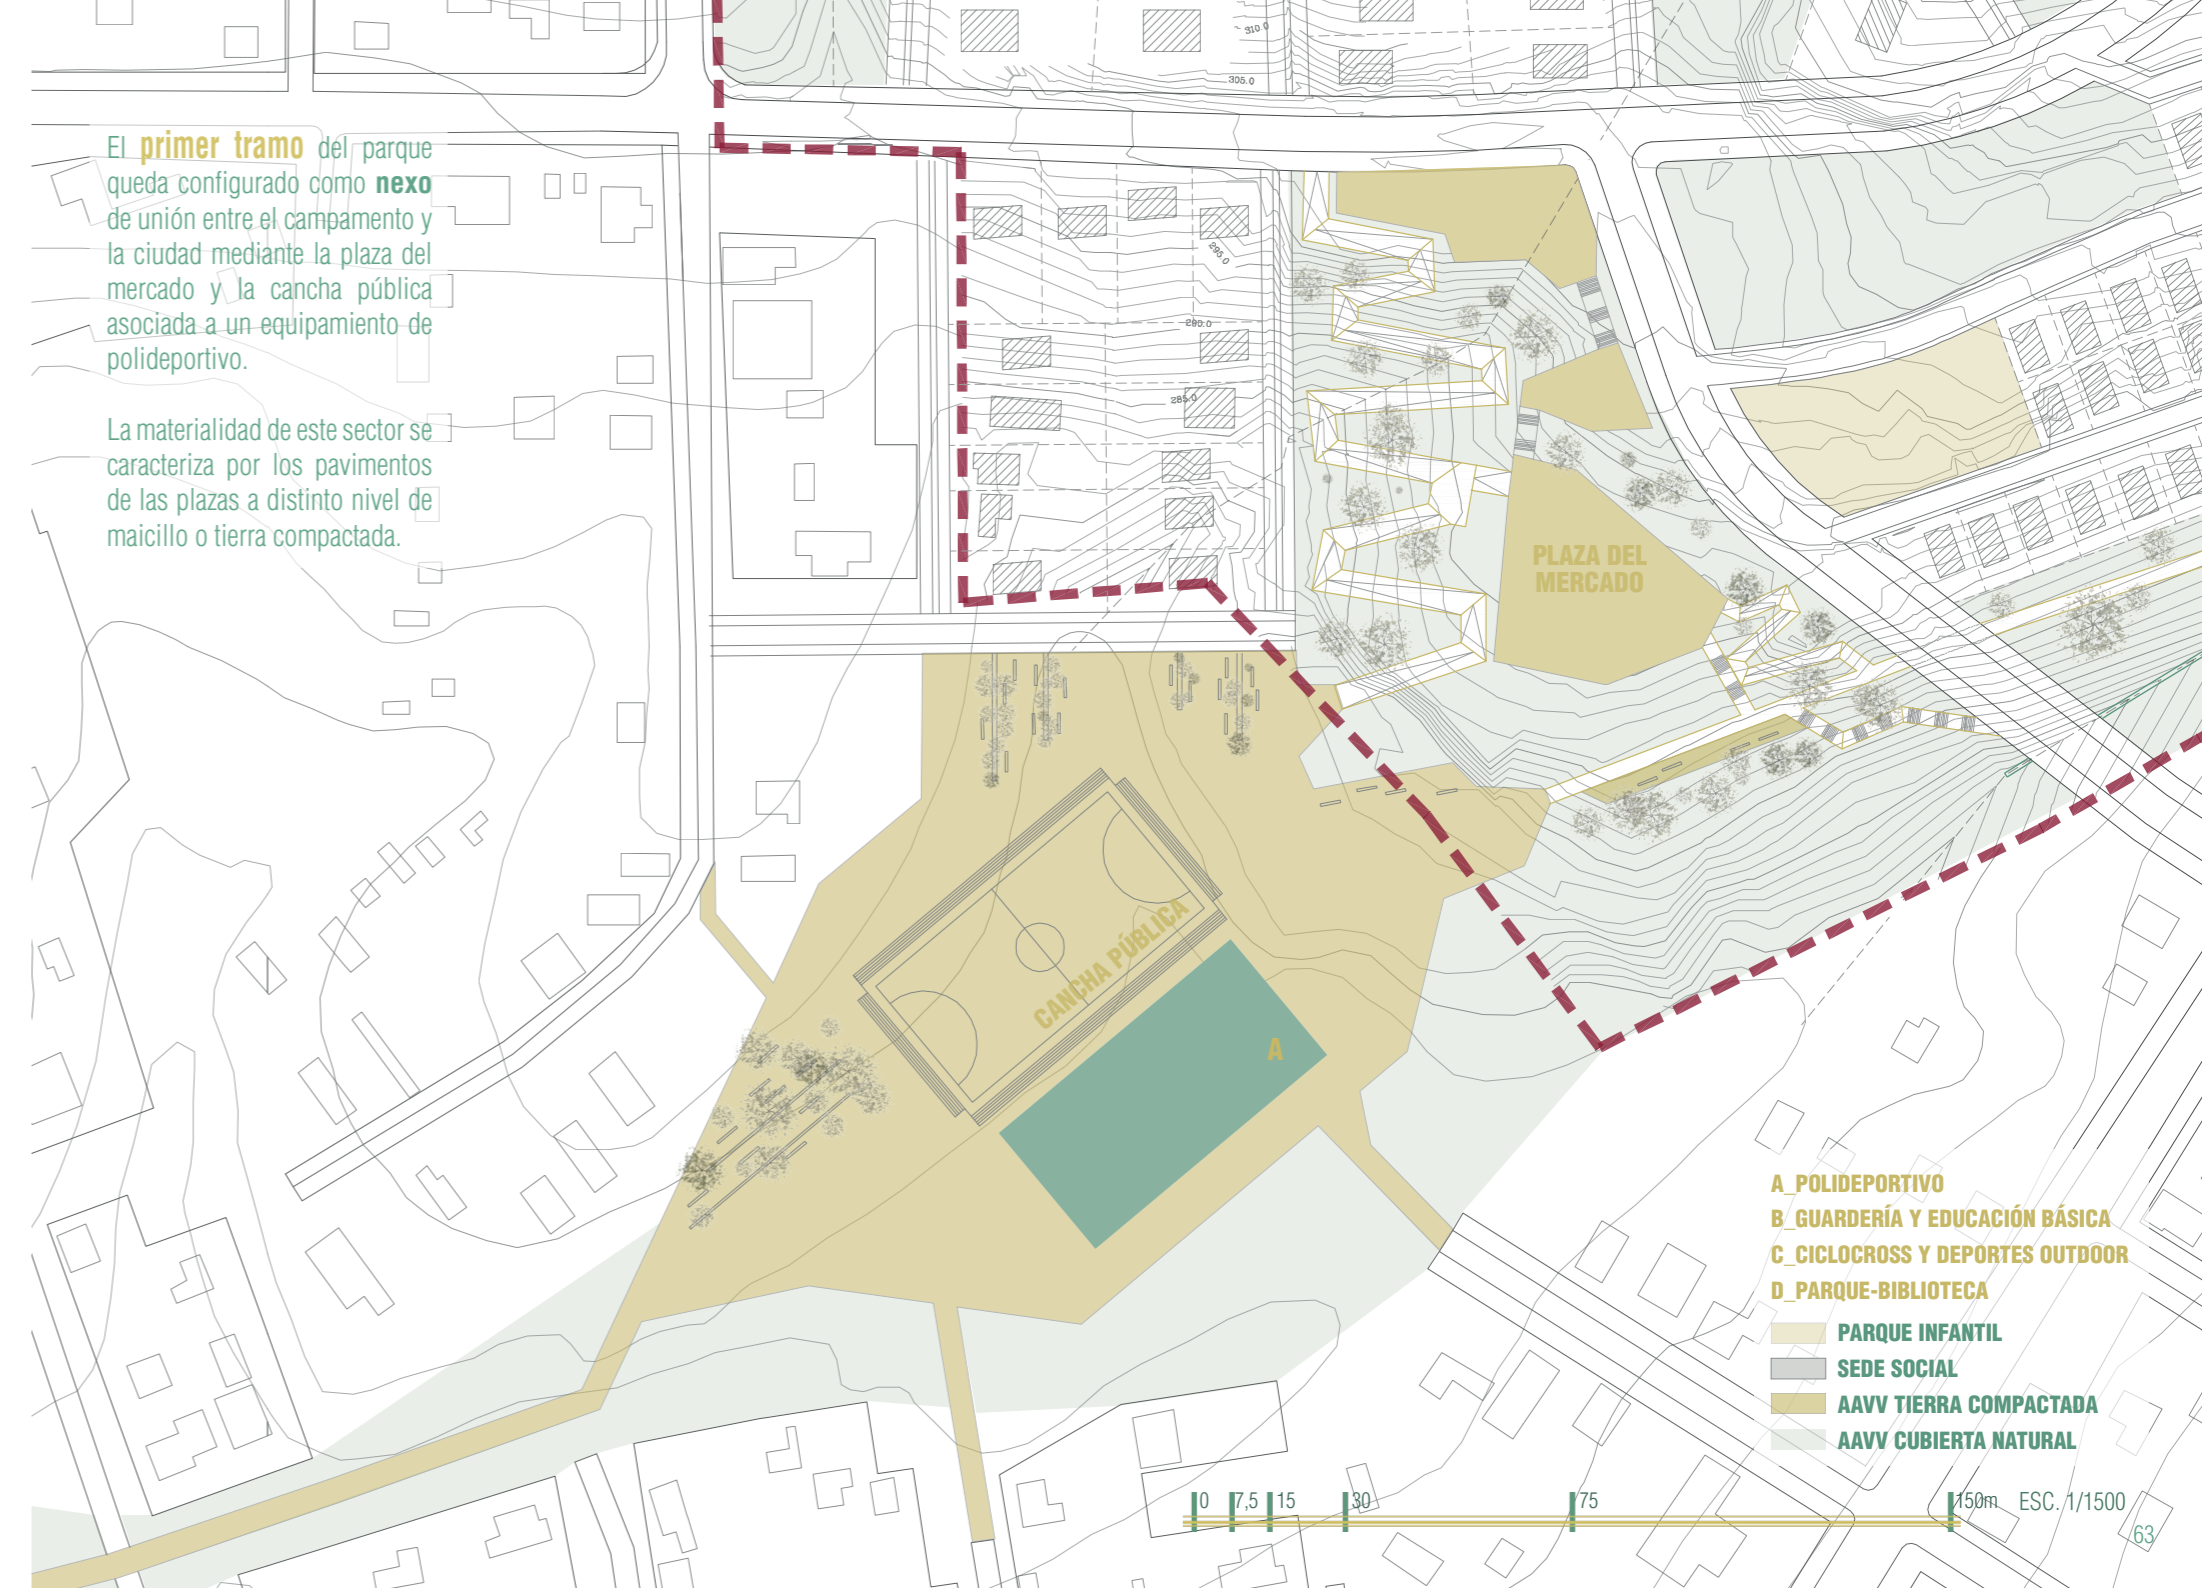 310.0
305.0
El primer tramo del parque
queda configurado como nexo
de unión entre el campamento y
la ciudad mediante la plaza del
mercado y la cancha pública
asociada a un equipamiento de
polideportivo.
La materialidad de este sector se
caracteriza por los pavimentos
de las plazas a distinto nivel de
maicillo o tierra compactada.
295.0
290.0
285.0
PLAZA DEL
MERCADO
CANCHA PÚBLICA
A
A_POLIDEPORTIVO
B_GUARDERÍA Y EDUCACIÓN BÁSICA
C_CICLOCROSS Y DEPORTES OUTDOOR
D_PARQUE-BIBLIOTECA
PARQUE INFANTIL
SEDE SOCIAL
AAVV TIERRA COMPACTADA
AAVV CUBIERTA NATURAL
0 7,5 15 30 75 150m ESC. 1/1500
63